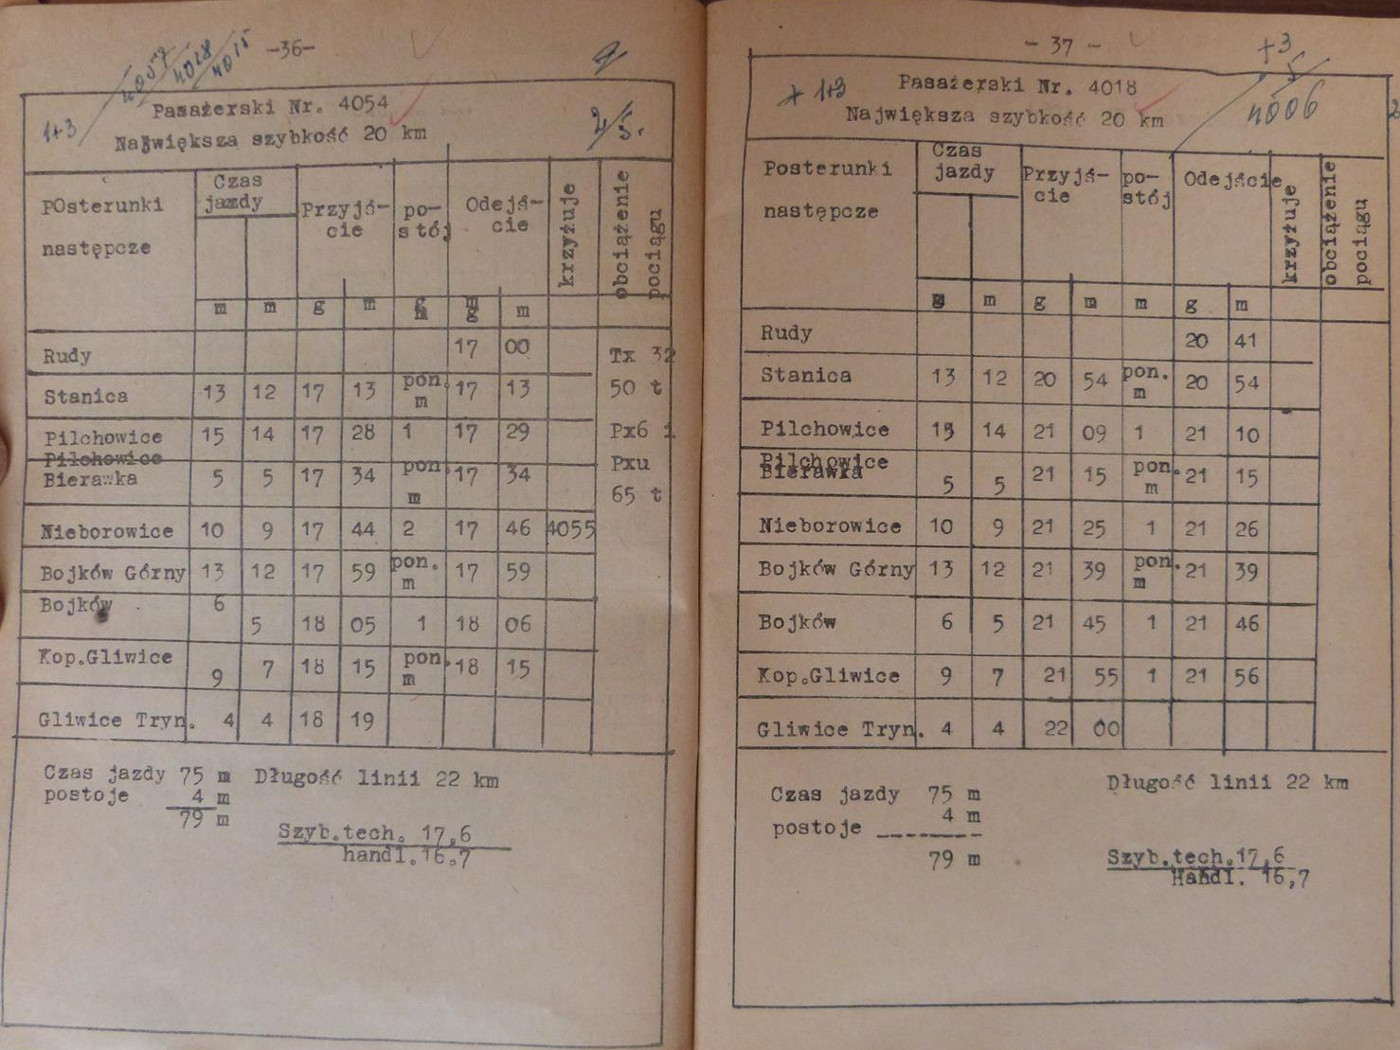 -36-
4057
4018
4015
1+3
Pasażerski Nr. 4054
Największa szybkość 20 km
2/5.
POsterunki
następcze
Czas
jazdy
Przyjś-
cie
po-
stój
Odejś-
cie
krzyżuje
obciążenie
pociągu
m m g m m g m
Rudy 17 00 Tx 32
Stanica 13 12 17 13 pon. m 17 13 50 t
Pilchowice 15 14 17 28 1 17 29 Px6 i
Pilchowice
Bierawka 5 5 17 34 pon. m 17 34 Pxu
65 t
Nieborowice 10 9 17 44 2 17 46 4055
Bojków Górny 13 12 17 59 pon. m 17 59
Bojków 6 5 18 05 1 18 06
Kop.Gliwice 9 7 18 15 pon. m 18 15
Gliwice Tryn. 4 4 18 19
Czas jazdy 75 m Długość linii 22 km
postoje 4 m
79 m
Szyb.tech. 17,6
handl.16,7
- 37 -
+3
5
+ 1+3
4006
Pasażerski Nr. 4018
Największa szybkość 20 km
Posterunki
następcze
Czas
jazdy
Przyjś-
cie
po-
stój
Odejście
krzyżuje
obciążenie
pociągu
m g m m g m
Rudy 20 41
Stanica 13 12 20 54 pon. m 20 54
Pilchowice 15 14 21 09 1 21 10
Pilchowice
Bierawka 5 5 21 15 pon. m 21 15
Nieborowice 10 9 21 25 1 21 26
Bojków Górny 13 12 21 39 pon. m 21 39
Bojków 6 5 21 45 1 21 46
Kop.Gliwice 9 7 21 55 1 21 56
Gliwice Tryn. 4 4 22 00
Długość linii 22 km
Czas jazdy 75 m
4 m
postoje
79 m
Szyb.tech.17,6
Handl. 16,7